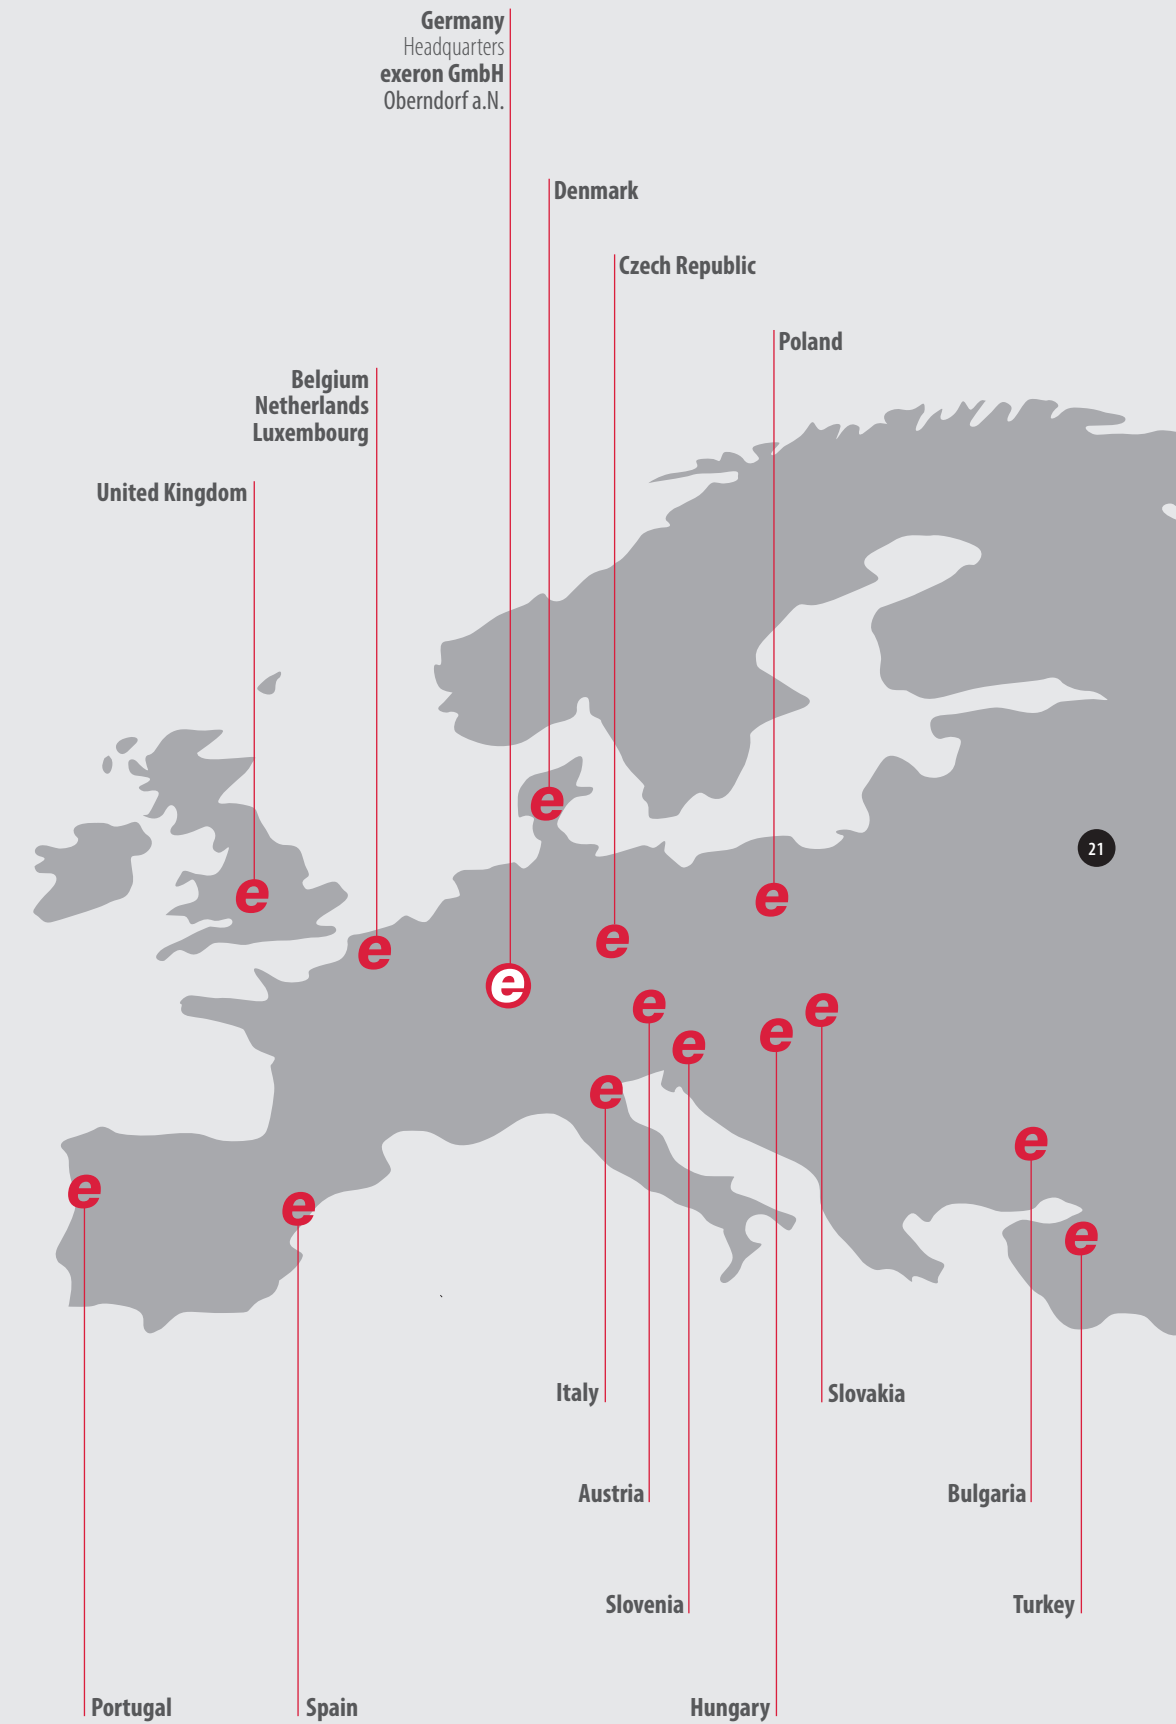 Germany
Headquarters
exeron GmbH
Oberndorf a.N.
Denmark
Czech Republic
Poland
Belgium
Netherlands
Luxembourg
United Kingdom
e
21
e
e
e
e
e
e
e
e
e
e
e
e
e
e
Italy
Slovakia
Austria
Bulgaria
Slovenia
Turkey
Portugal
Spain
Hungary